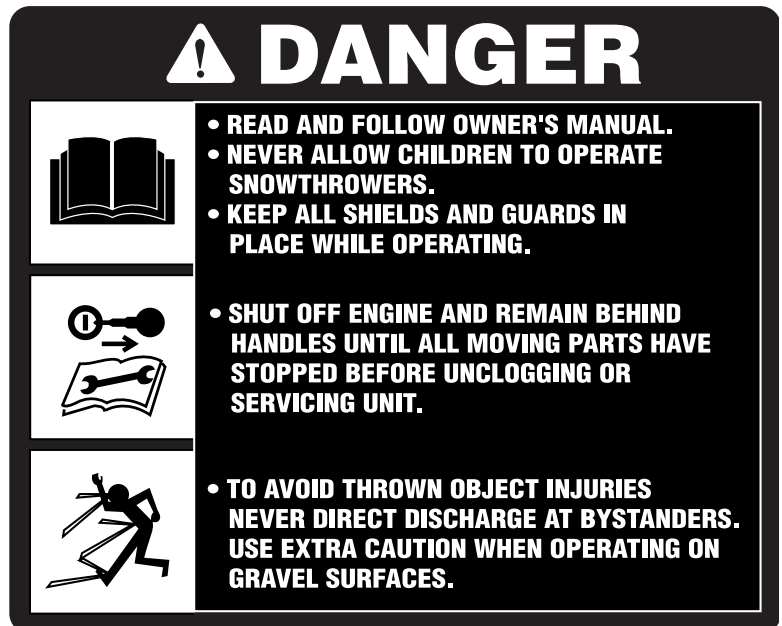 DANGER
• READ AND FOLLOW OWNER'S MANUAL.
• NEVER ALLOW CHILDREN TO OPERATE
SNOWTHROWERS.
• KEEP ALL SHIELDS AND GUARDS IN
PLACE WHILE OPERATING.
• SHUT OFF ENGINE AND REMAIN BEHIND
HANDLES UNTIL ALL MOVING PARTS HAVE
STOPPED BEFORE UNCLOGGING OR
SERVICING UNIT.
• TO AVOID THROWN OBJECT INJURIES
NEVER DIRECT DISCHARGE AT BYSTANDERS.
USE EXTRA CAUTION WHEN OPERATING ON
GRAVEL SURFACES.